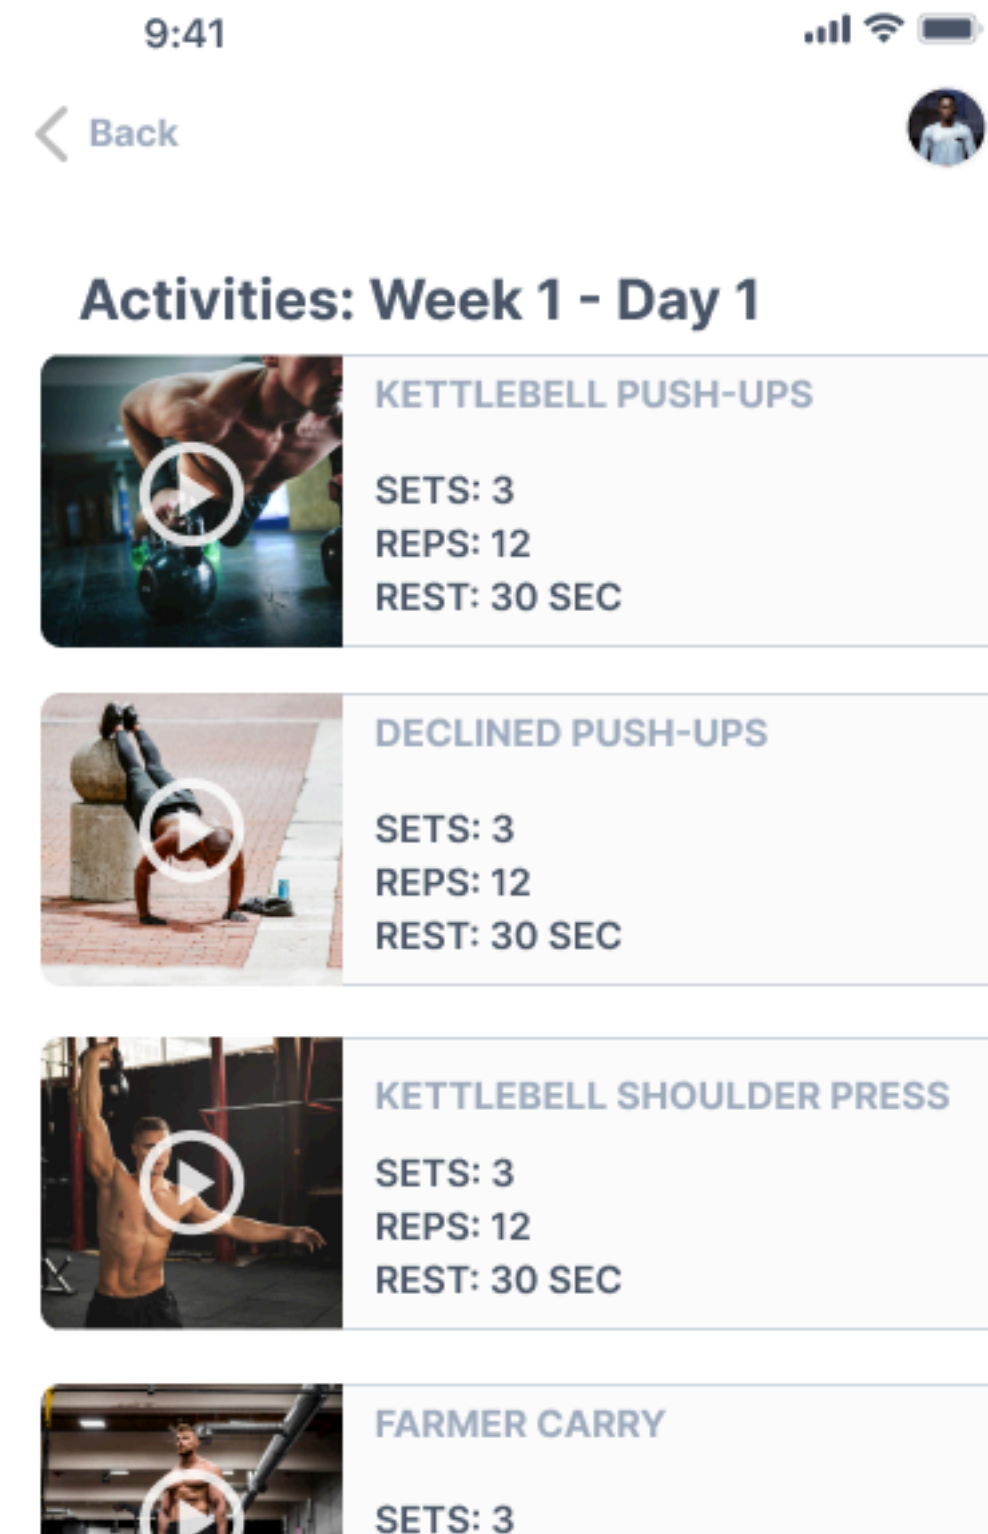 9:41
Back
Activities: Week 1 - Day 1
KETTLEBELL PUSH-UPS
SETS: 3
REPS: 12
REST: 30 SEC
DECLINED PUSH-UPS
SETS: 3
REPS: 12
REST: 30 SEC
KETTLEBELL SHOULDER PRESS
SETS: 3
REPS: 12
REST: 30 SEC
FARMER CARRY
SETS: 3